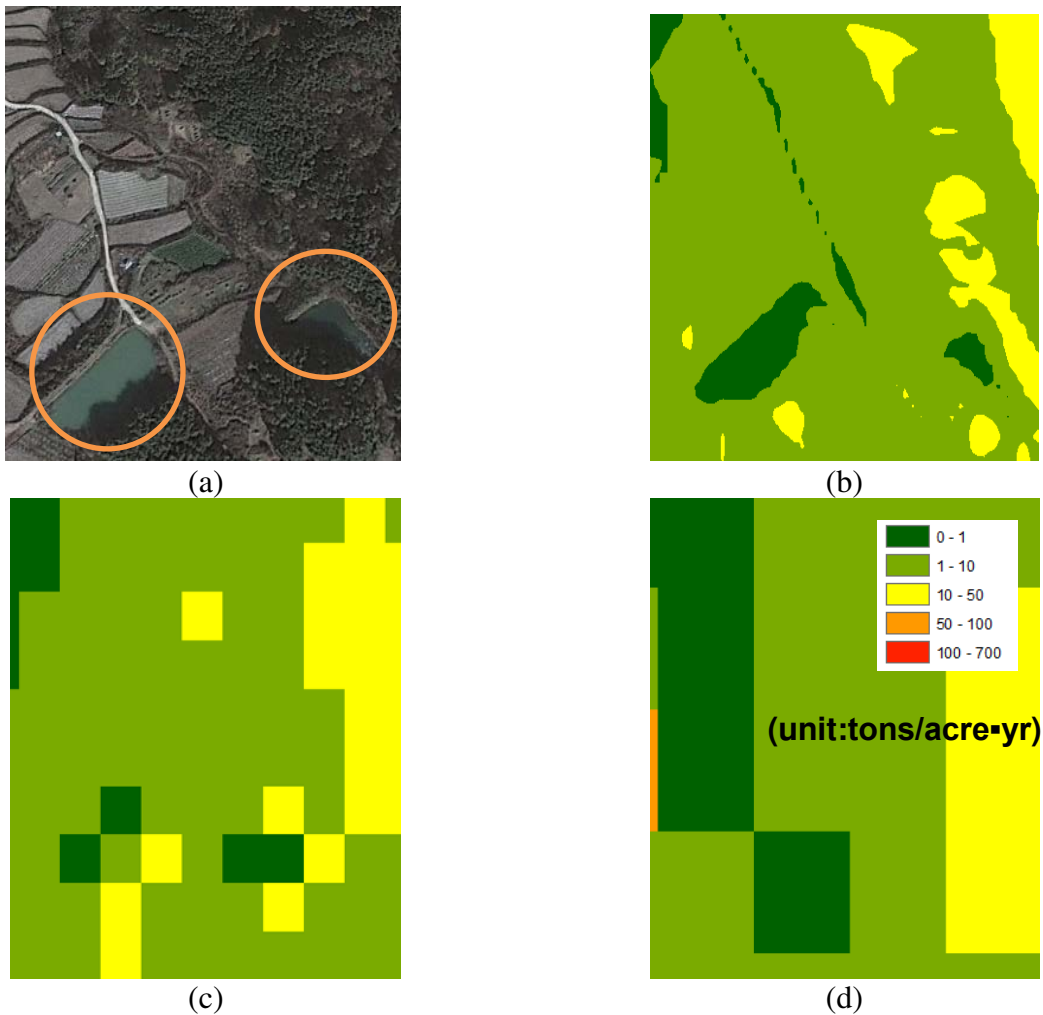 (a)
(b)
0 - 1
1 - 10
10 - 50
50 - 100
100 - 700
(unit:tons/acre▪yr)
(c)
(d)